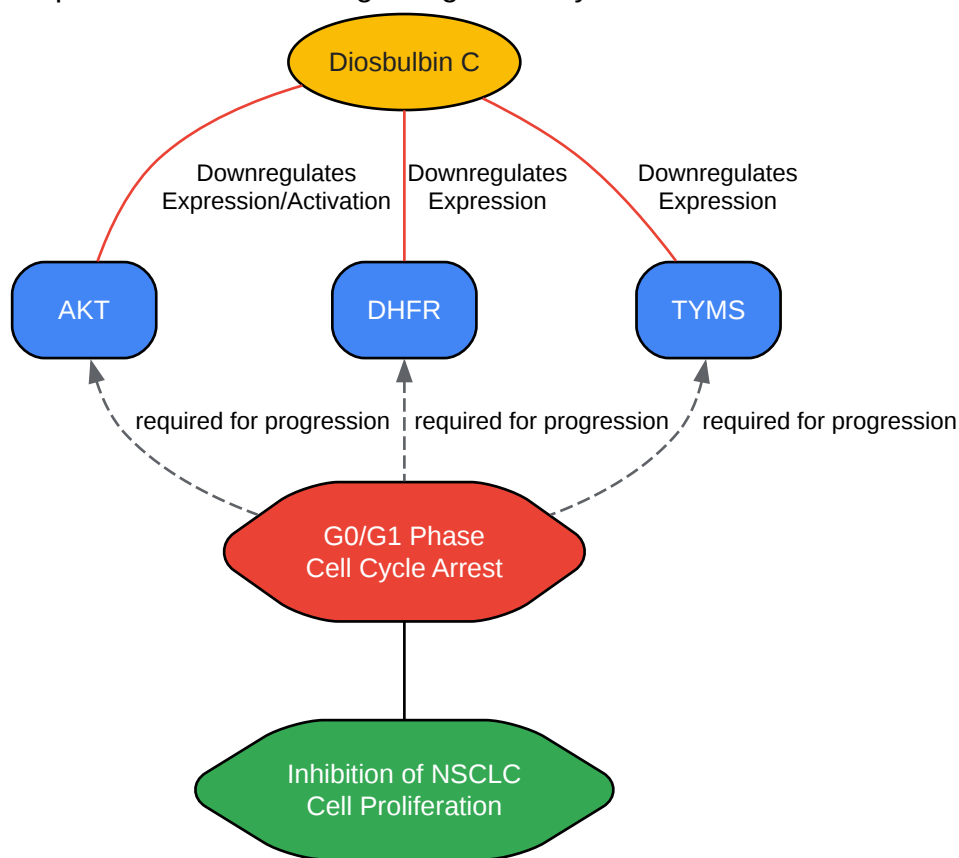 Diosbulbin C
Downregulates
Expression/Activation
Downregulates
Expression
Downregulates
Expression
AKT
DHFR
TYMS
required for progression
required for progression
required for progression
G0/G1 Phase
Cell Cycle Arrest
Inhibition of NSCLC
Cell Proliferation